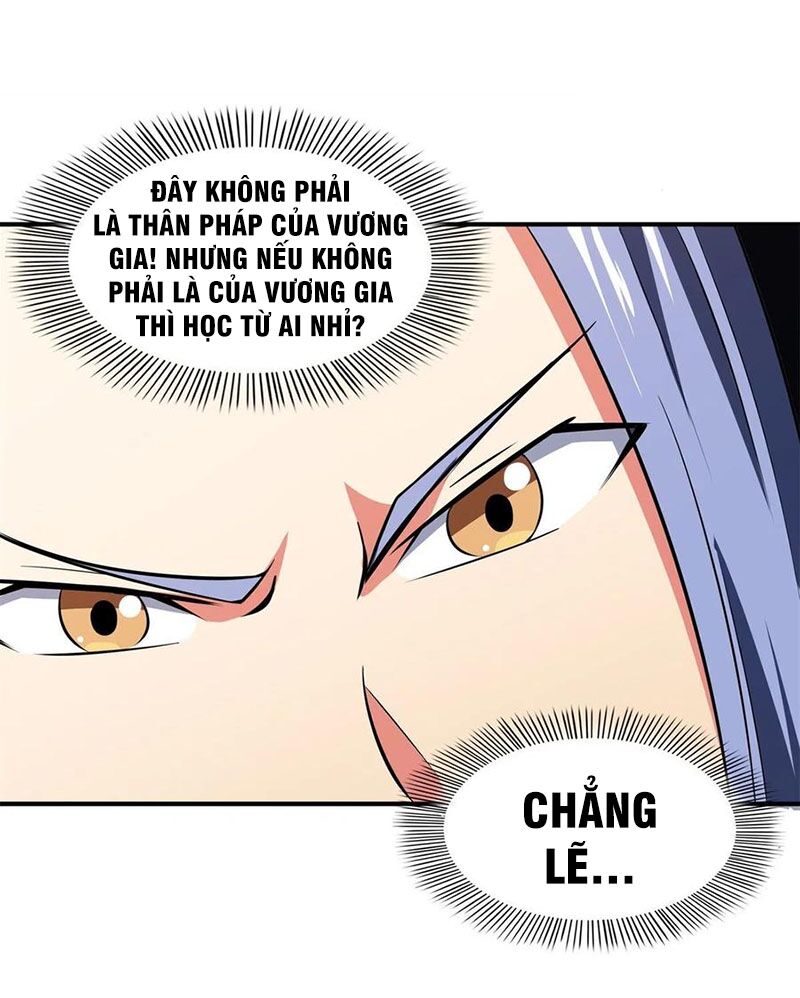 ĐÂY KHÔNG PHẢI
LÀ THÂN PHÁP CỦA VƯƠNG
GIA! NHƯNG NẾU KHÔNG
PHẢI LÀ CỦA VƯƠNG GIA
THÌ HỌC TỪ AI NHỈ?
CHẲNG
LẼ...